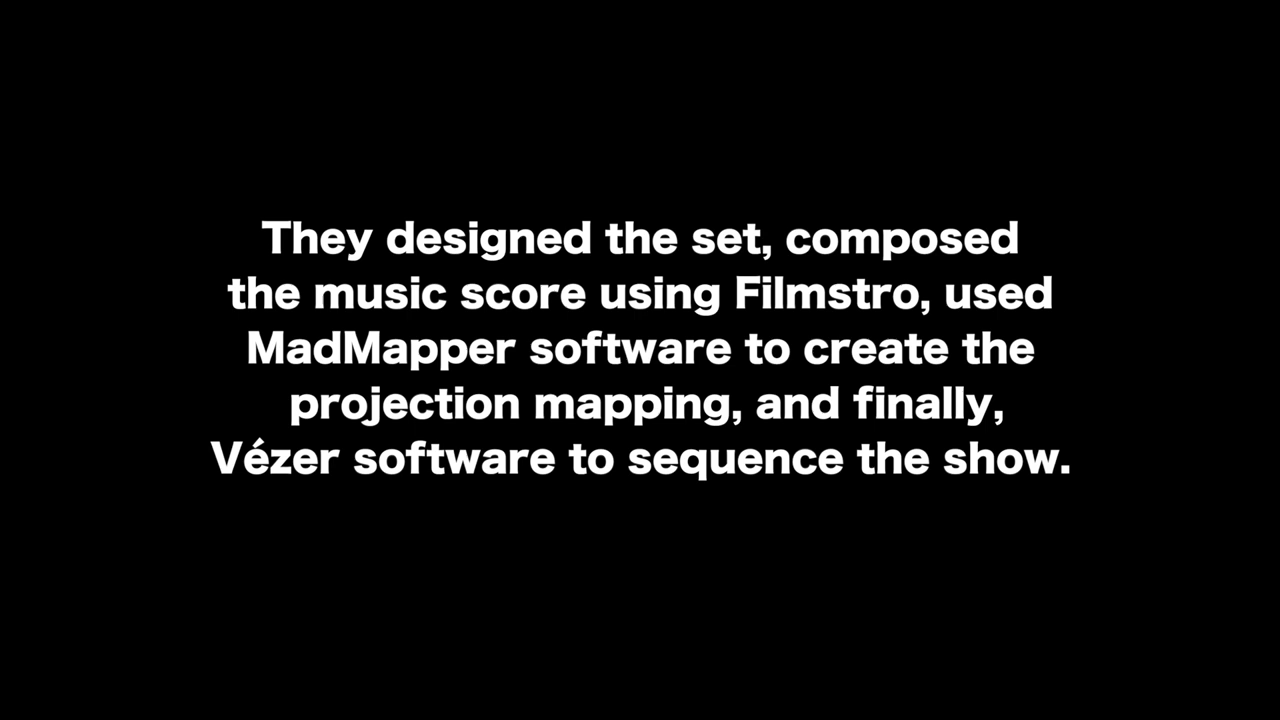 They designed the set, composed
the music score using Filmstro, used
MadMapper software to create the
projection mapping, and finally,
Vézer software to sequence the show.